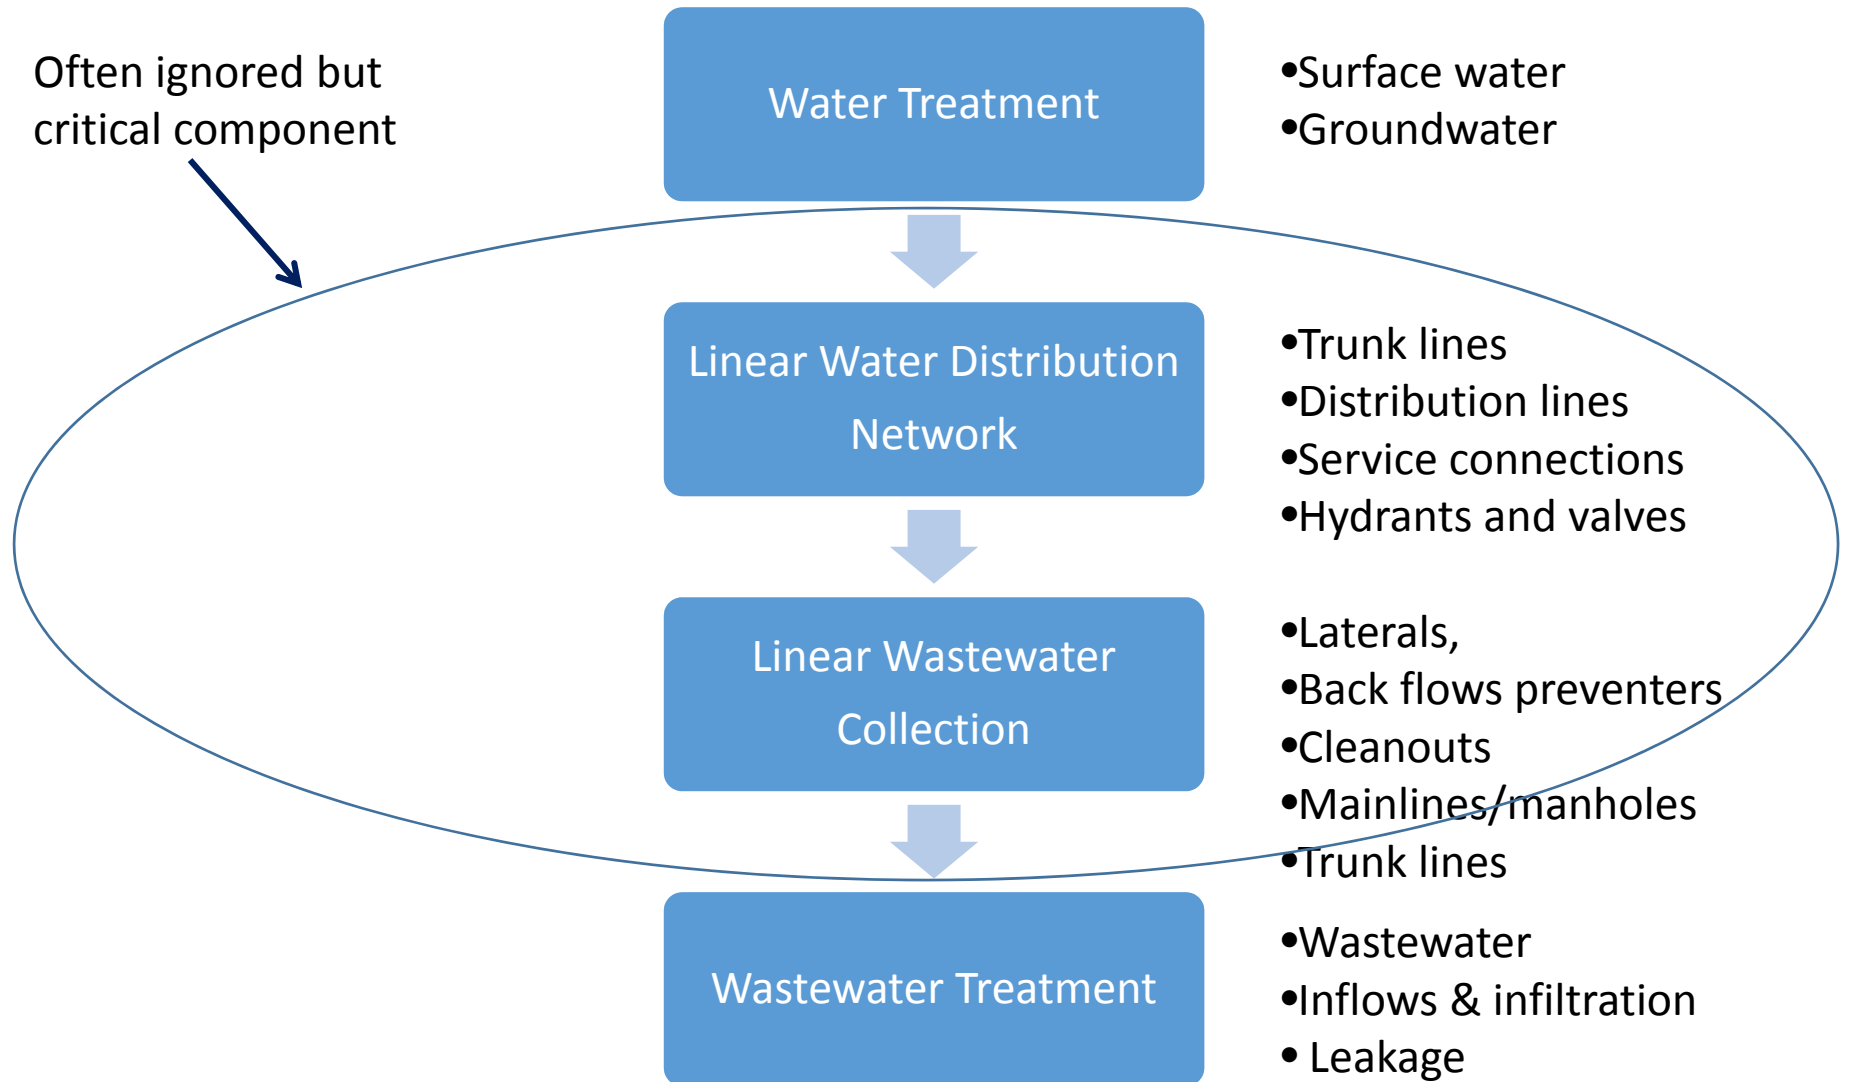 Often ignored but
critical component
Water Treatment
•Surface water
•Groundwater
Linear Water Distribution
Network
•Trunk lines
•Distribution lines
•Service connections
•Hydrants and valves
Linear Wastewater
Collection
•Laterals,
•Back flows preventers
•Cleanouts
•Mainlines/manholes
•Trunk lines
Wastewater Treatment
•Wastewater
•Inflows & infiltration
• Leakage